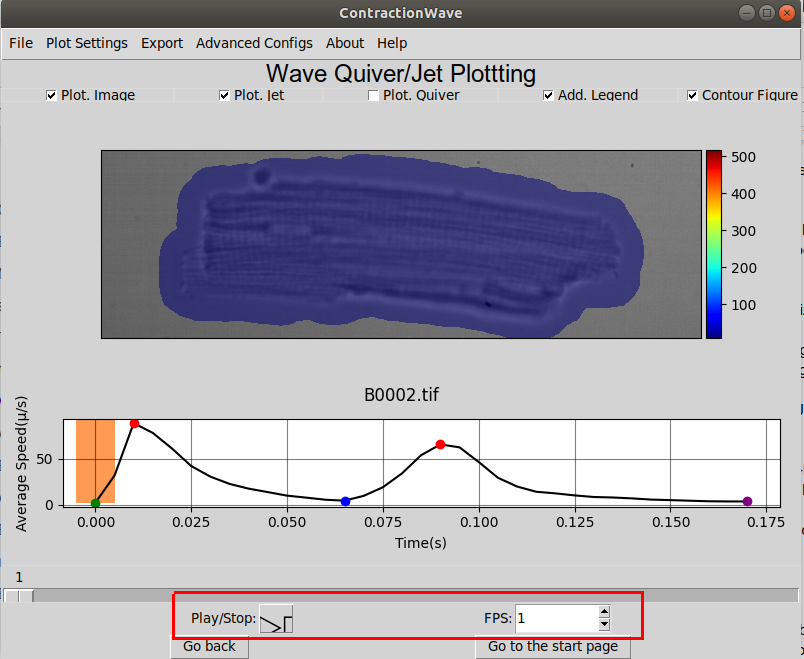 ContractionWave
File Plot Settings Export Advanced Configs About Help
Wave Quiver/Jet Plottting
Plot. Image Plot. Jet Plot. Quiver Add. Legend Contour Figure
500
400
300
200
100
B0002.tif
Average Speed(μ/s)
50
0
0.000 0.025 0.050 0.075 0.100 0.125 0.150 0.175
Time(s)
1
Play/Stop: FPS: 1
Go back Go to the start page